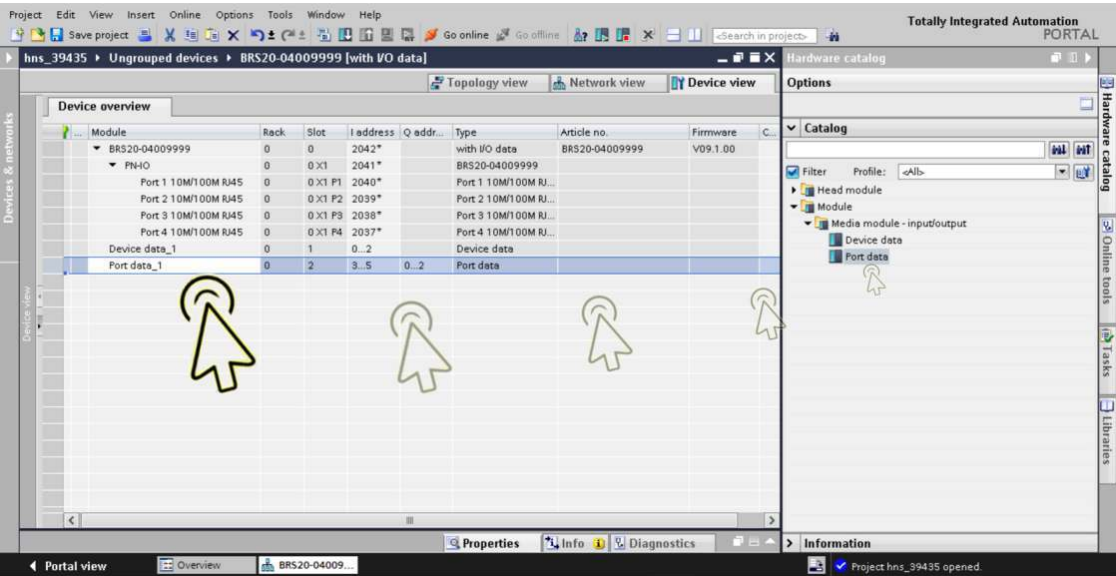 Project Edit View Insert Online Options Tools Window Help
Totally Integrated Automation
PORTAL
Save project Go online Go offline <Search in project>
hns_39435 ▸ Ungrouped devices ▸ BRS20-04009999 [with I/O data]
Hardware catalog
Topology view Network view Device view
Options
Device overview
... Module Rack Slot I address Q addr... Type Article no. Firmware C...
BRS20-04009999 0 0 2042* with I/O data BRS20-04009999 V09.1.00
PN-IO 0 0 X1 2041* BRS20-04009999
Port 1 10M/100M RJ45 0 0 X1 P1 2040* Port 1 10M/100M RJ...
Port 2 10M/100M RJ45 0 0 X1 P2 2039* Port 2 10M/100M RJ...
Port 3 10M/100M RJ45 0 0 X1 P3 2038* Port 3 10M/100M RJ...
Port 4 10M/100M RJ45 0 0 X1 P4 2037* Port 4 10M/100M RJ...
Device data_1 0 1 0...2 Device data
Port data_1 0 2 3...5 0...2 Port data
Catalog
Filter Profile: <All>
Head module
Module
Media module - input/output
Device data
Port data
Devices & networks
Device view
Hardware catalog
Online tools
Tasks
Libraries
Properties Info Diagnostics
Information
Portal view Overview BRS20-04009... Project hns_39435 opened.